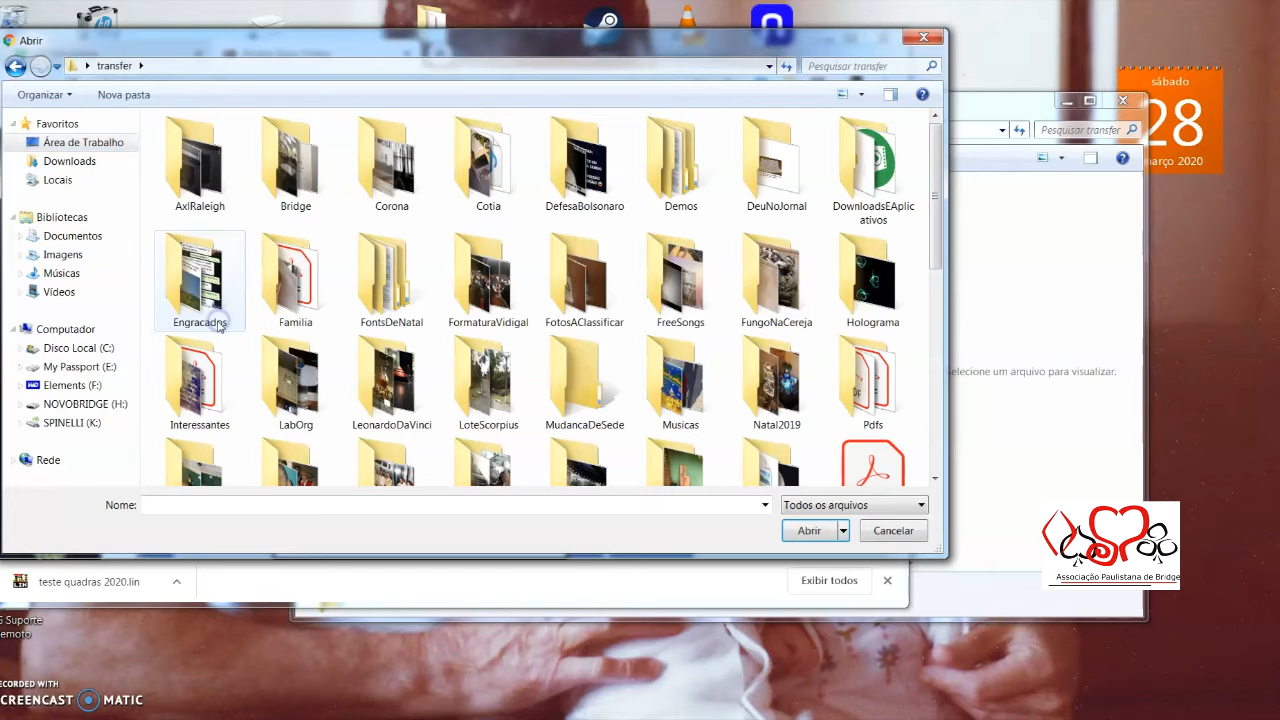 Abrir
transfer
Pesquisar transfer
Organizar
Nova pasta
Favoritos
Área de Trabalho
Downloads
Locais
Bibliotecas
Documentos
Imagens
Músicas
Vídeos
Computador
Disco Local (C:)
My Passport (E:)
Elements (F:)
NOVOBRIDGE (H:)
SPINELLI (K:)
Rede
AxlRaleigh
Bridge
Corona
Cotia
DefesaBolsonaro
Demos
DeuNoJornal
DownloadsEAplic
ativos
Engracados
Familia
FontsDeNatal
FormaturaVidigal
FotosAClassificar
FreeSongs
FungoNaCereja
Holograma
Interessantes
LabOrg
LeonardoDaVinci
LoteScorpius
MudancaDeSede
Musicas
Natal2019
Pdfs
Nome:
Todos os arquivos
Abrir
Cancelar
teste quadras 2020.lin
Exibir todos
Pesquisar transfer
selecione um arquivo para visualizar.
sábado
28
março 2020
Associação Paulistana de Bridge
G Suporte
emoto
RECORDED WITH
SCREENCAST MATIC